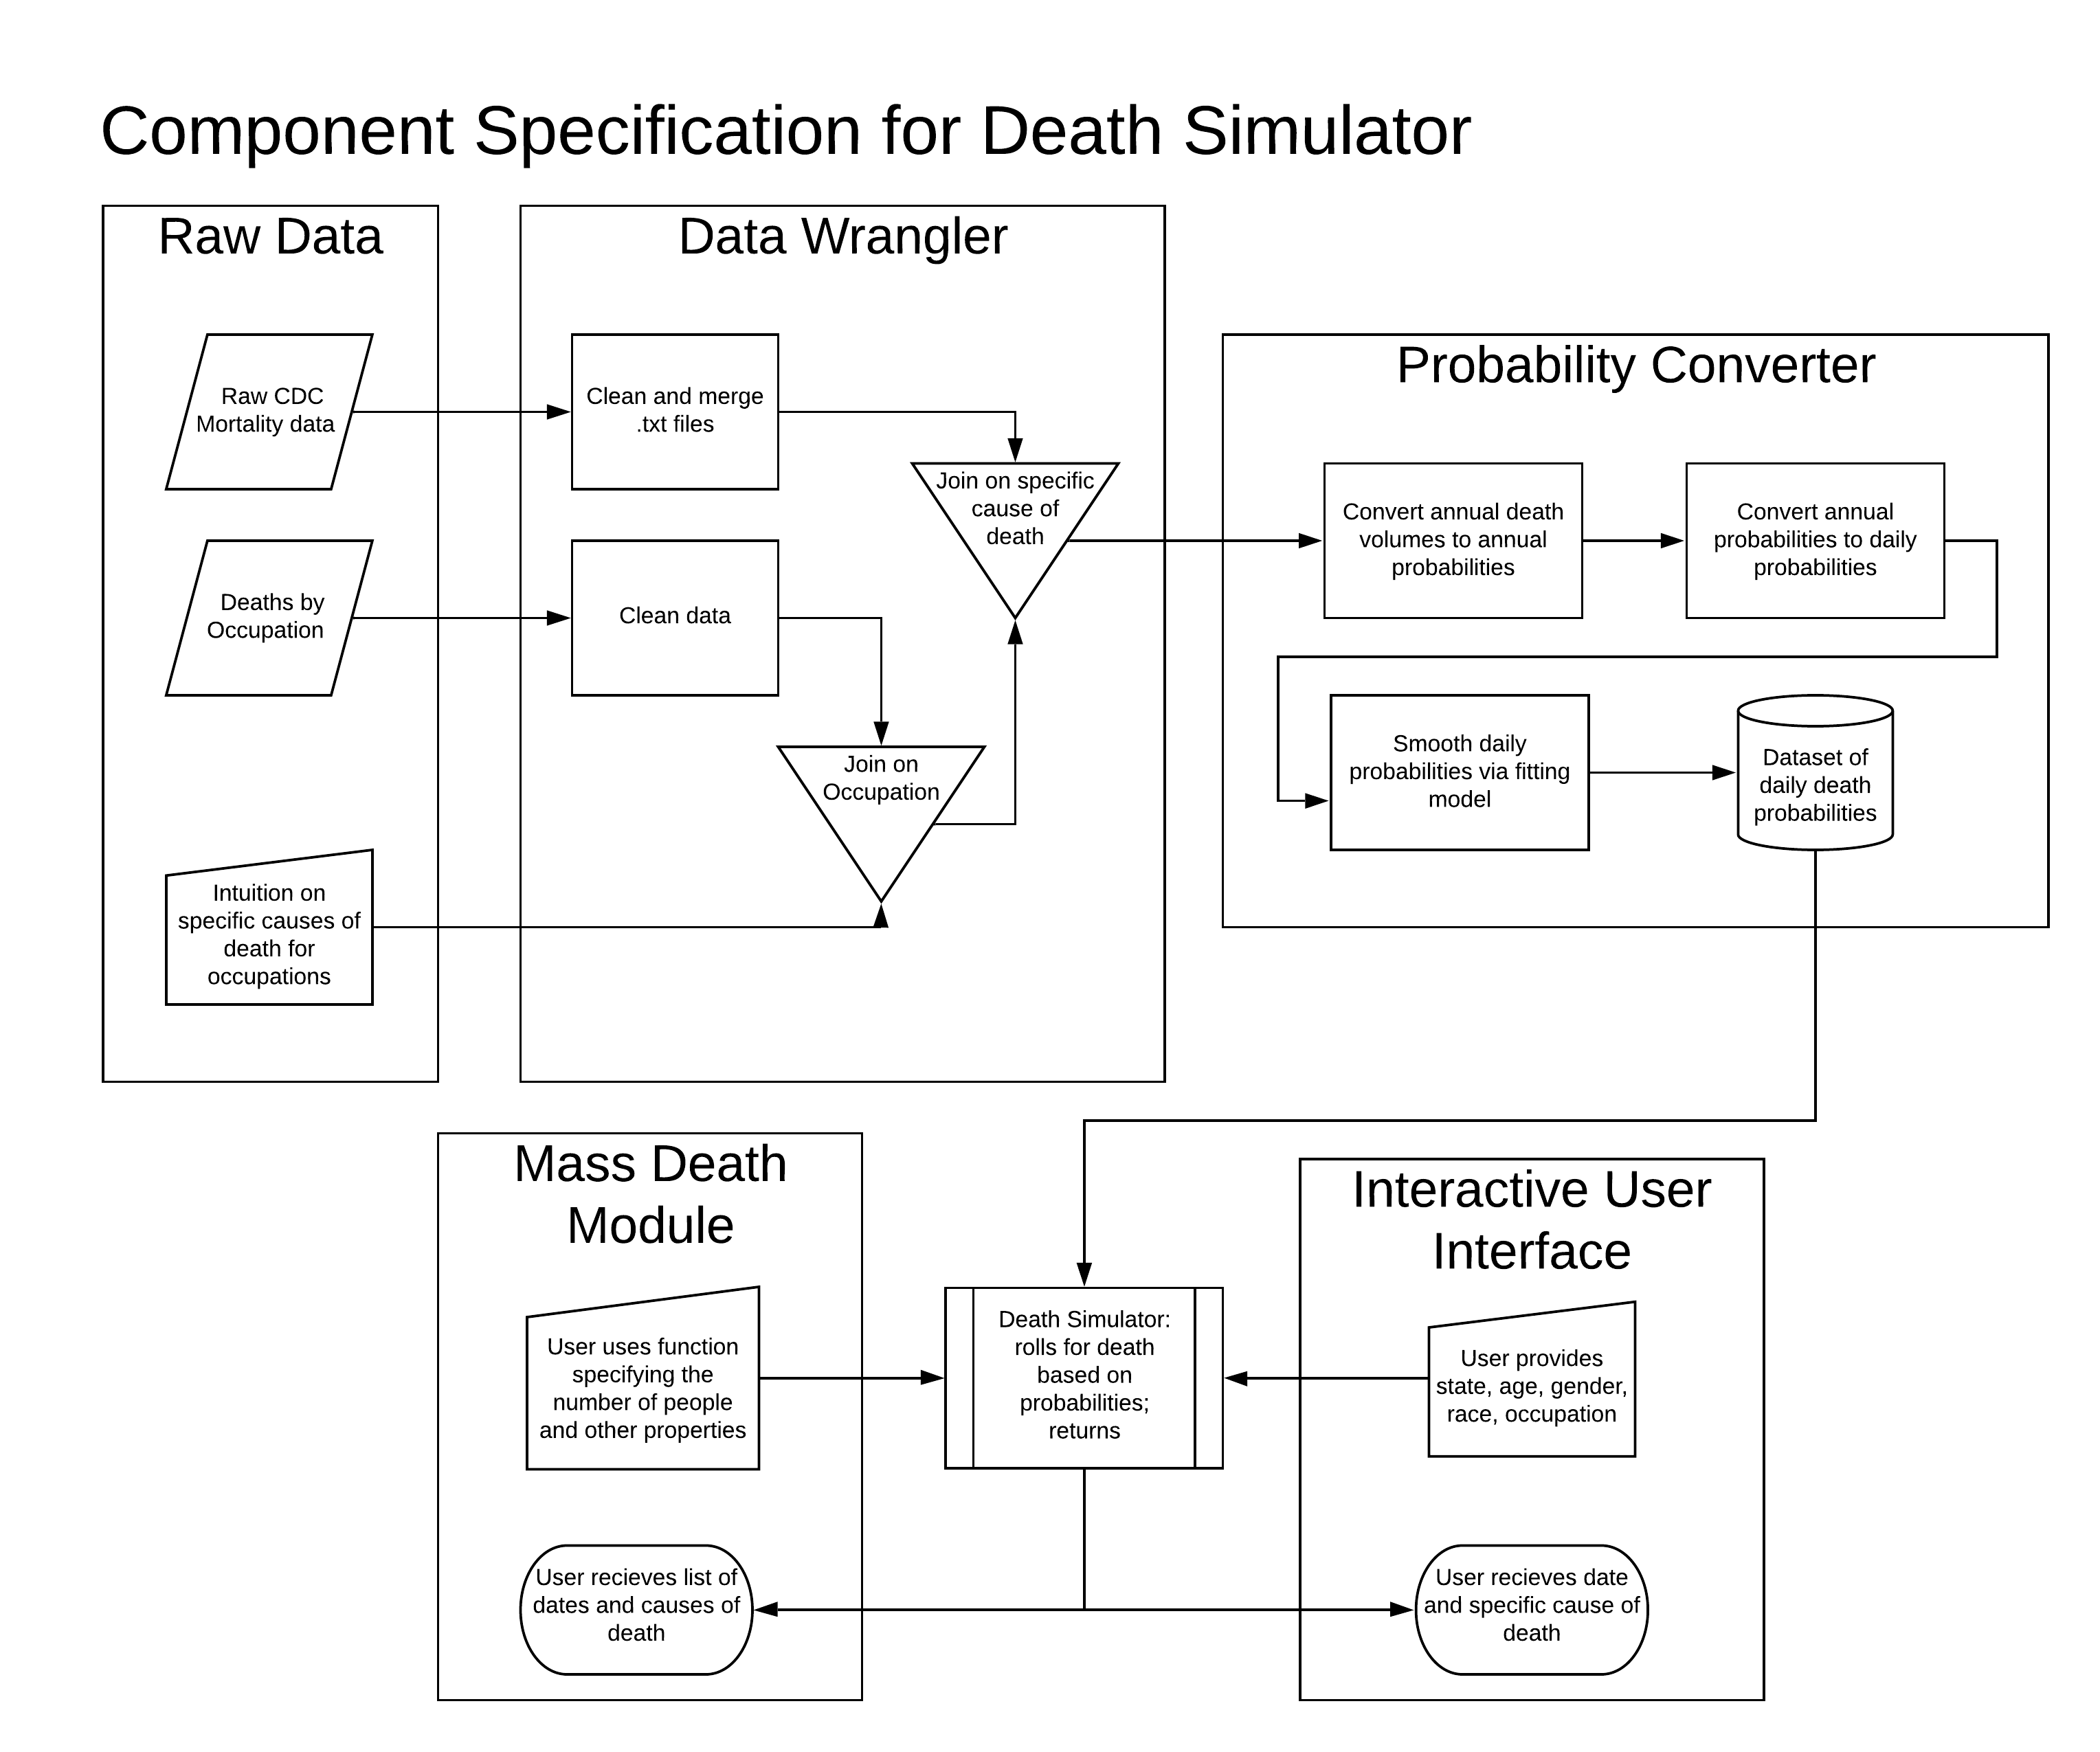 Component Specification for Death Simulator
Raw Data
Raw CDC
Mortality data
Deaths by
Occupation
Intuition on
specific causes of
death for
occupations
Data Wrangler
Clean and merge
.txt files
Clean data
Join on specific
cause of
death
Join on
Occupation
Probability Converter
Convert annual death
volumes to annual
probabilities
Convert annual
probabilities to daily
probabilities
Smooth daily
probabilities via fitting
model
Dataset of
daily death
probabilities
Mass Death
Module
User uses function
specifying the
number of people
and other properties
User recieves list of
dates and causes of
death
Death Simulator:
rolls for death
based on
probabilities;
returns
Interactive User
Interface
User provides
state, age, gender,
race, occupation
User recieves date
and specific cause of
death